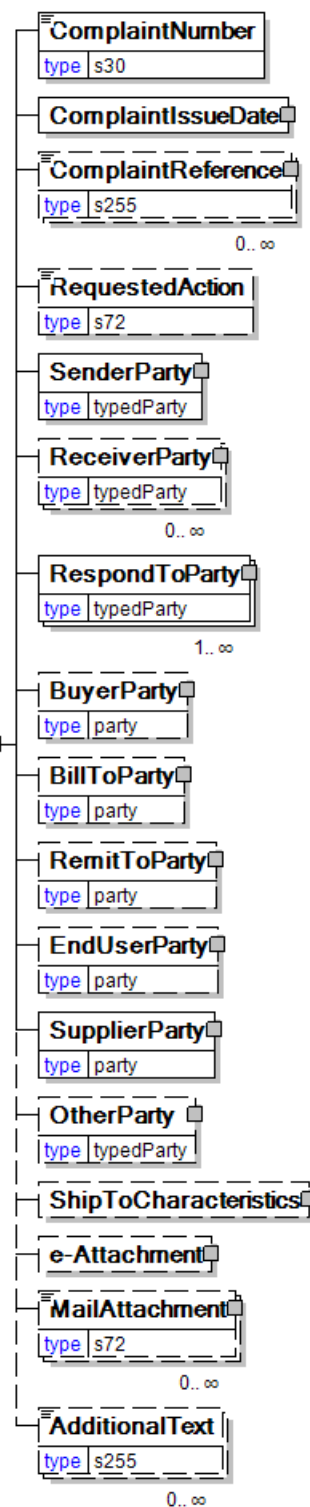 ComplaintNumber
type s30
ComplaintIssueDate
ComplaintReference
type s255
0.. ∞
RequestedAction
type s72
SenderParty
type typedParty
ReceiverParty
type typedParty
0.. ∞
RespondToParty
type typedParty
1.. ∞
BuyerParty
type party
BillToParty
type party
RemitToParty
type party
EndUserParty
type party
SupplierParty
type party
OtherParty
type typedParty
ShipToCharacteristics
e-Attachment
MailAttachment
type s72
0.. ∞
AdditionalText
type s255
0.. ∞